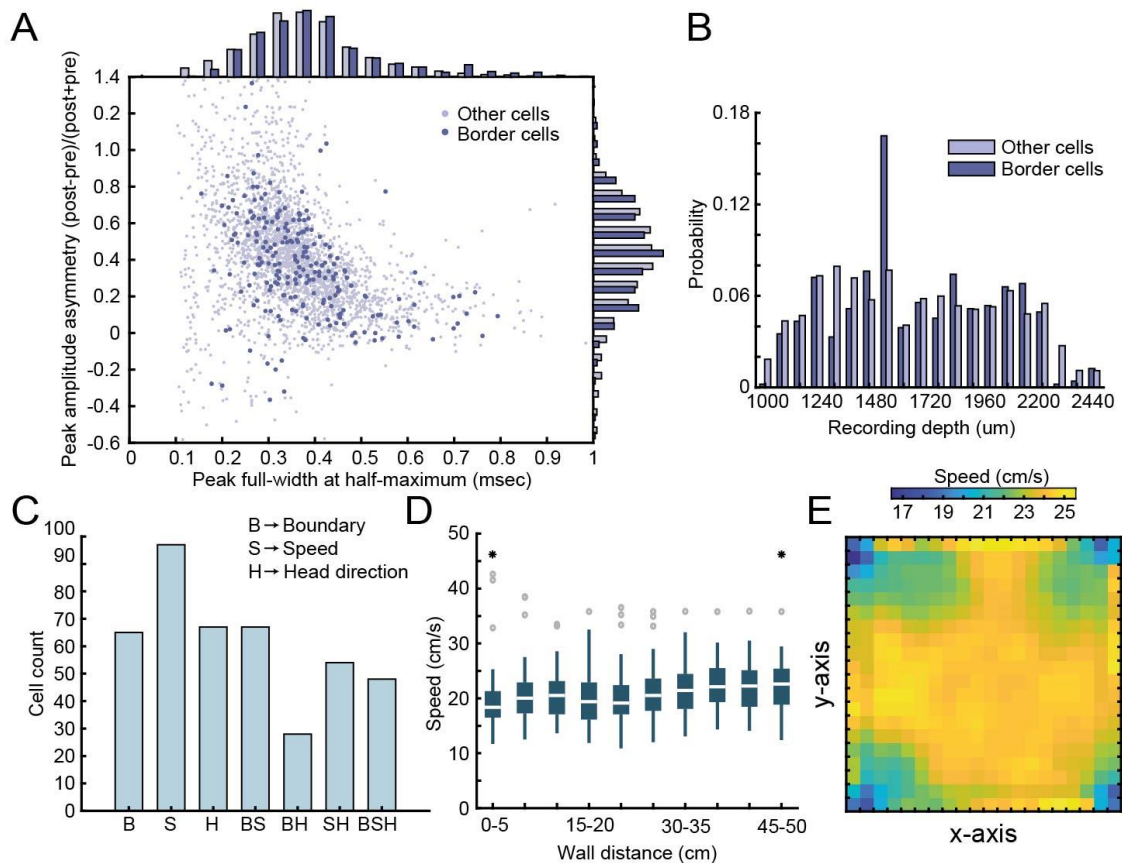 A
Peak amplitude asymmetry (post-pre)/(post+pre)
1.4
0.2
1.0
0.8
0.6
0.4
0.2
0
-0.2
-0.4
-0.6
Other cells
Border cells
0 0.1 0.2 0.3 0.4 0.5 0.6 0.7 0.8 0.9 1
Peak full-width at half-maximum (msec)
B
Probability
0.18
0.12
0.06
0
Other cells
Border cells
1000 1240 1480 1720 1960 2200 2440
Recording depth (um)
C
Cell count
100
90
80
70
60
50
40
30
20
10
0
B→Boundary
S→Speed
H→Head direction
B S H BS BH SH BSH
D
Speed (cm/s)
50
40
30
20
10
0
* *
0-5 15-20 30-35 45-50
Wall distance (cm)
E
Speed (cm/s)
17 19 21 23 25
y-axis
x-axis